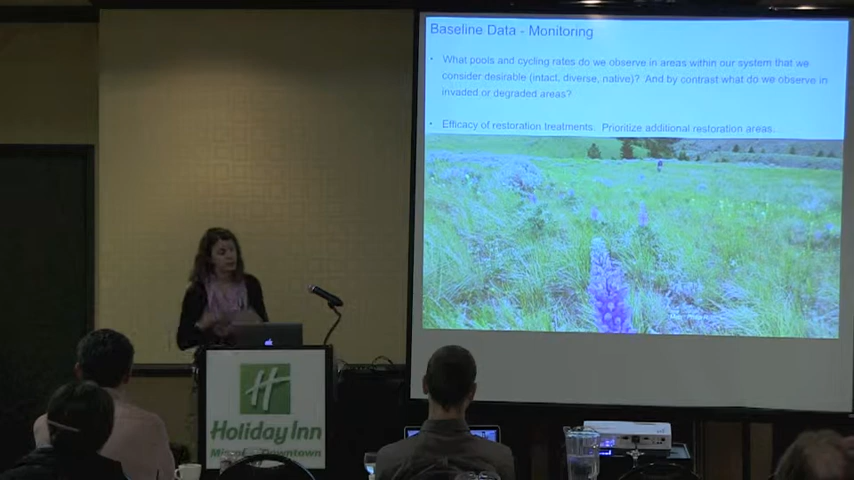 Baseline Data - Monitoring
• What pools and cycling rates do we observe in areas within our system that we
consider desirable (intact, diverse, native)? And by contrast what do we observe in
invaded or degraded areas?
• Efficacy of restoration treatments. Prioritize additional restoration areas.
H
Holiday Inn
Downtown